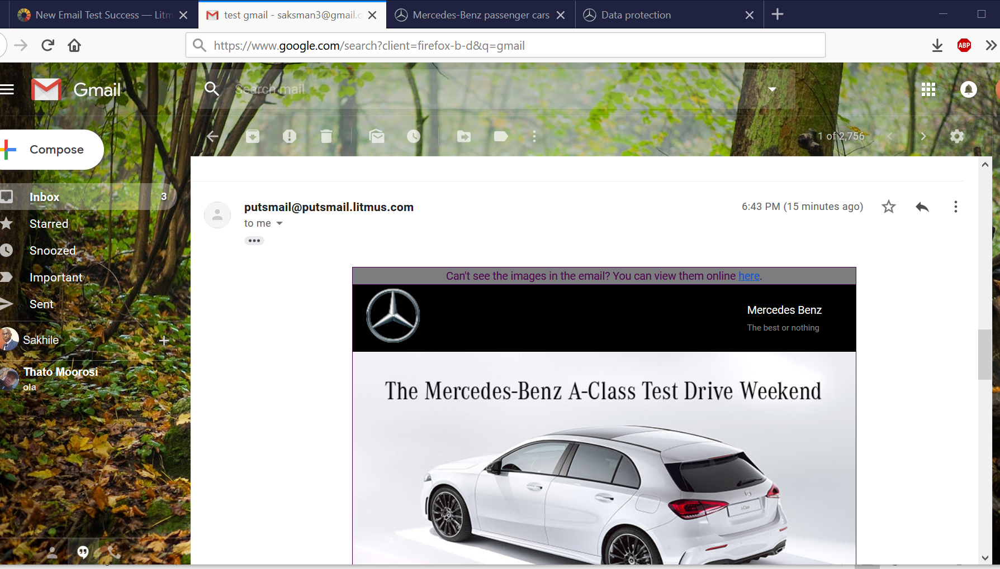 New Email Test Success — Litm
test gmail - saksman3@gmail.c
Mercedes-Benz passenger cars
Data protection
https://www.google.com/search?client=firefox-b-d&q=gmail
ABP
Gmail
Search mail
1 of 2,756
Compose
Inbox 3
Starred
Snoozed
Important
Sent
Sakhile
Thato Moorosi
ola
putsmail@putsmail.litmus.com
6:43 PM (15 minutes ago)
to me
Can't see the images in the email? You can view them online here.
Mercedes Benz
The best or nothing
The Mercedes-Benz A-Class Test Drive Weekend
A-Class